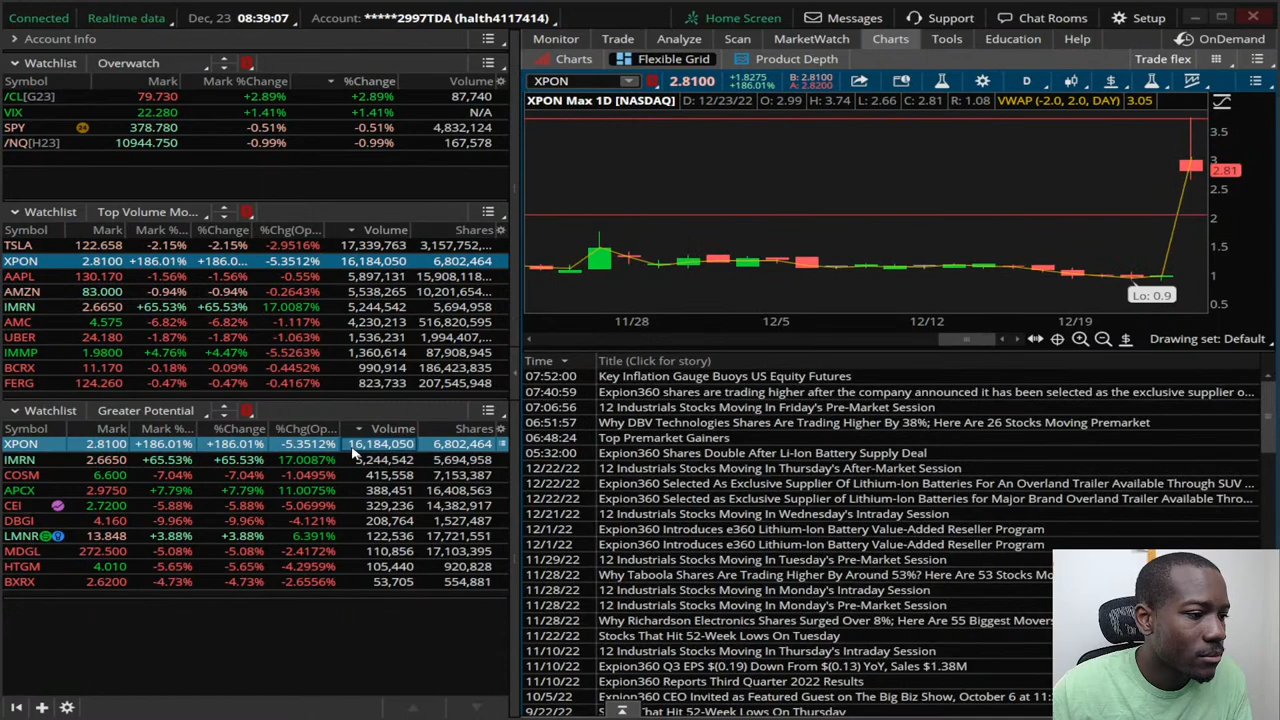 Connected Realtime data Dec, 23 08:39:07 Account: *****2997TDA (halth4117414) Home Screen Messages Support Chat Rooms Setup
Account Info
Monitor Trade Analyze Scan MarketWatch Charts Tools Education Help OnDemand
Watchlist Overwatch
Charts Flexible Grid Product Depth Trade flex
Symbol Mark Mark %Change %Change Volume
/CL[G23] 79.730 +2.89% +2.89% 87,740
VIX 22.280 +1.41% +1.41% N/A
SPY 24 378.780 -0.51% -0.51% 4,832,124
/NQ[H23] 10944.750 -0.99% -0.99% 167,578
XPON 2.8100 +1.8275 +186.01% B: 2.8100 A: 2.8200 D
XPON Max 1D [NASDAQ] D: 12/23/22 O: 2.99 H: 3.74 L: 2.66 C: 2.81 R: 1.08 VWAP (-2.0, 2.0, DAY) 3.05
3.5
3
2.81
2.5
2
1.5
1
0.5
Lo: 0.9
11/28 12/5 12/12 12/19
Drawing set: Default
Watchlist Top Volume Mo...
Symbol Mark Mark %... %Change %Chg(Op... Volume Shares
TSLA 122.658 -2.15% -2.15% -2.9516% 17,339,763 3,157,752,...
XPON 2.8100 +186.01% +186.0... -5.3512% 16,184,050 6,802,464
AAPL 130.170 -1.56% -1.56% -0.55% 5,897,131 15,908,118,...
AMZN 83.000 -0.94% -0.94% -0.2643% 5,538,265 10,201,654,...
IMRN 2.6650 +65.53% +65.53% 17.0087% 5,244,542 5,694,958
AMC 4.575 -6.82% -6.82% -1.117% 4,230,213 516,820,595
UBER 24.180 -1.87% -1.87% -1.063% 1,536,231 1,994,407,...
IMMP 1.9800 +4.76% +4.47% -5.5263% 1,360,614 87,908,945
BCRX 11.170 -0.18% -0.09% -0.4452% 990,914 186,423,835
FERG 124.260 -0.47% -0.47% -0.4167% 823,733 207,545,948
Watchlist Greater Potential
Symbol Mark Mark %... %Change %Chg(Op... Volume Shares
XPON 2.8100 +186.01% +186.01% -5.3512% 16,184,050 6,802,464
IMRN 2.6650 +65.53% +65.53% 17.0087% 5,244,542 5,694,958
COSM 6.600 -7.04% -7.04% -1.0495% 415,558 7,153,387
APCX 2.9750 +7.79% +7.79% 11.0075% 388,451 16,408,563
CEI 2.7200 -5.88% -5.88% -5.0699% 329,236 14,382,917
DBGI 4.160 -9.96% -9.96% -4.121% 208,764 1,527,487
LMNR 13.848 +3.88% +3.88% 6.391% 122,536 17,721,551
MDGL 272.500 -5.08% -5.08% -2.4172% 110,856 17,103,395
HTGM 4.010 -5.65% -5.65% -4.2959% 105,440 920,828
BXRX 2.6200 -4.73% -4.73% -2.6556% 53,705 554,881
Time Title (Click for story)
07:52:00 Key Inflation Gauge Buoys US Equity Futures
07:40:59 Expion360 shares are trading higher after the company announced it has been selected as the exclusive supplier o...
07:06:56 12 Industrials Stocks Moving In Friday's Pre-Market Session
06:51:57 Why DBV Technologies Shares Are Trading Higher By 38%; Here Are 26 Stocks Moving Premarket
06:48:24 Top Premarket Gainers
05:32:00 Expion360 Shares Double After Li-Ion Battery Supply Deal
12/22/22 12 Industrials Stocks Moving In Thursday's After-Market Session
12/22/22 Expion360 Selected As Exclusive Supplier Of Lithium-Ion Batteries For An Overland Trailer Available Through SUV ...
12/22/22 Expion360 Selected as Exclusive Supplier of Lithium-Ion Batteries for Major Brand Overland Trailer Available Thro...
12/21/22 12 Industrials Stocks Moving In Wednesday's Intraday Session
12/1/22 Expion360 Introduces e360 Lithium-Ion Battery Value-Added Reseller Program
12/1/22 Expion360 Introduces e360 Lithium-Ion Battery Value-Added Reseller Program
11/29/22 12 Industrials Stocks Moving In Tuesday's Pre-Market Session
11/28/22 Why Taboola Shares Are Trading Higher By Around 53%? Here Are 53 Stocks Mo
11/28/22 12 Industrials Stocks Moving In Monday's Intraday Session
11/28/22 12 Industrials Stocks Moving In Monday's Pre-Market Session
11/28/22 Why Richardson Electronics Shares Surged Over 8%; Here Are 55 Biggest Movers
11/22/22 Stocks That Hit 52-Week Lows On Tuesday
11/10/22 12 Industrials Stocks Moving In Thursday's Intraday Session
11/10/22 Expion360 Q3 EPS $(0.19) Down From $(0.13) YoY, Sales $1.38M
11/10/22 Expion360 Reports Third Quarter 2022 Results
10/5/22 Expion360 CEO Invited as Featured Guest on The Big Biz Show, October 6 at 11:
9/22/22 12 Industrials Stocks Moving In Thursday's Intraday Session